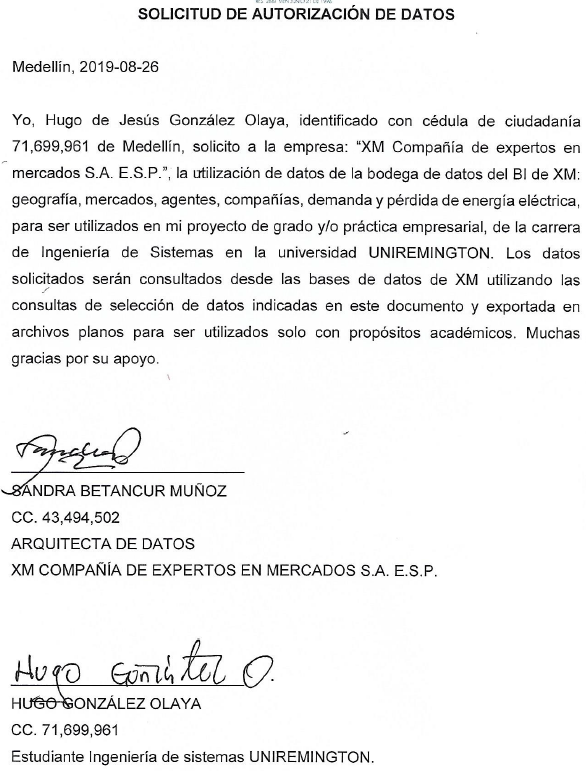 SOLICITUD DE AUTORIZACIÓN DE DATOS
Medellín, 2019-08-26
Yo, Hugo de Jesús González Olaya, identificado con cédula de ciudadanía
71,699,961 de Medellín, solicito a la empresa: “XM Compañía de expertos en
mercados S.A. E.S.P.”, la utilización de datos de la bodega de datos del BI de XM:
geografía, mercados, agentes, compañías, demanda y pérdida de energía eléctrica,
para ser utilizados en mi proyecto de grado y/o práctica empresarial, de la carrera
de Ingeniería de Sistemas en la universidad UNIREMINGTON. Los datos
solicitados serán consultados desde las bases de datos de XM utilizando las
consultas de selección de datos indicadas en este documento y exportada en
archivos planos para ser utilizados solo con propósitos académicos. Muchas
gracias por su apoyo.
SANDRA BETANCUR MUÑOZ
CC. 43,494,502
ARQUITECTA DE DATOS
XM COMPAÑÍA DE EXPERTOS EN MERCADOS S.A. E.S.P.
Hugo González O.
HUGO GONZÁLEZ OLAYA
CC. 71,699,961
Estudiante Ingeniería de sistemas UNIREMINGTON.